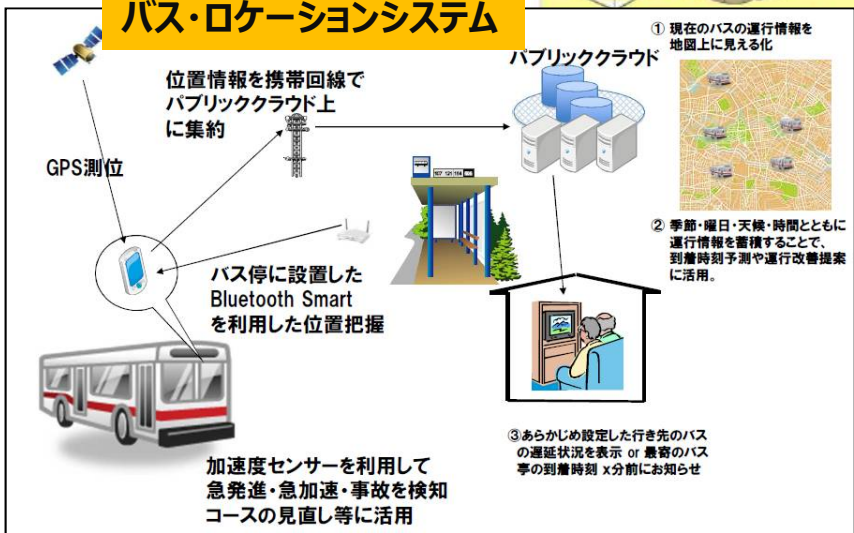 バス・ロケーションシステム
位置情報を携帯回線で
パブリッククラウド上
に集約
GPS測位
バス停に設置した
Bluetooth Smart
を利用した位置把握
加速度センサーを利用して
急発進・急加速・事故を検知
コースの見直し等に活用
パブリッククラウド
107 121 104
① 現在のバスの運行情報を
地図上に見える化
② 季節・曜日・天候・時間とともに
運行情報を蓄積することで、
到着時刻予測や運行改善提案
に活用。
③あらかじめ設定した行き先のバス
の遅延状況を表示 or 最寄のバス
亭の到着時刻 x分前にお知らせ